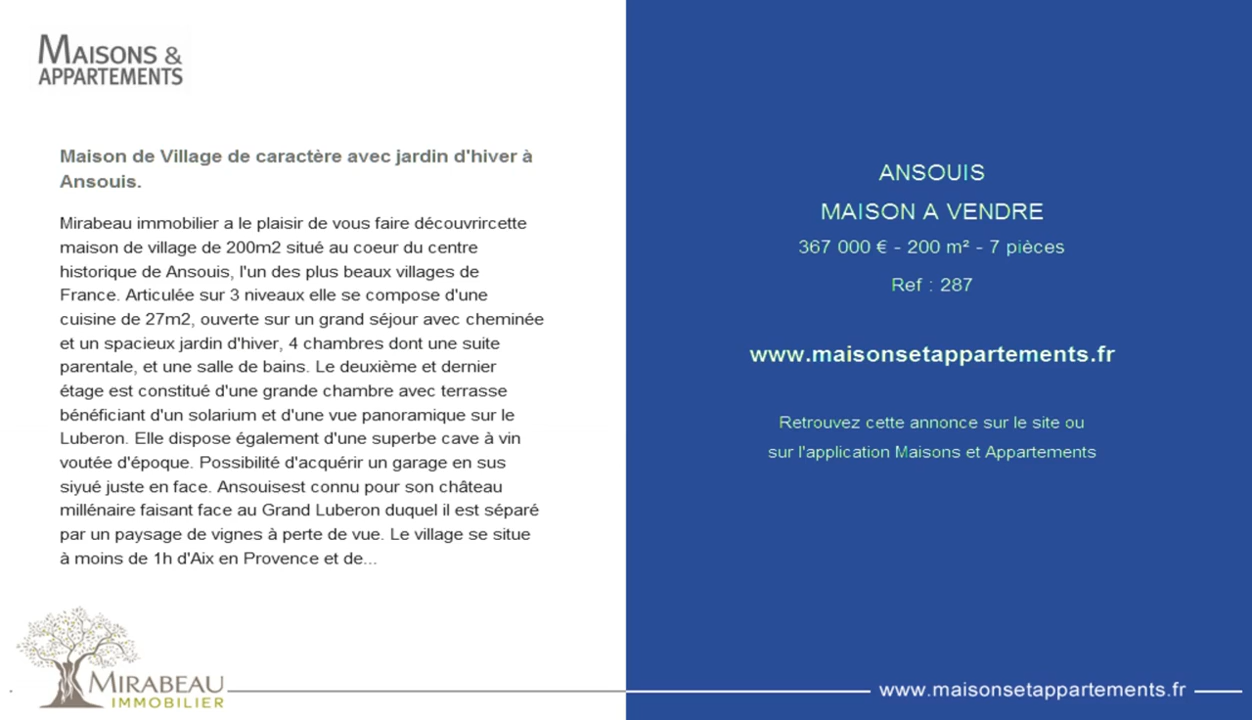 MAISONS &
APPARTEMENTS
Maison de Village de caractère avec jardin d'hiver à
Ansouis.
Mirabeau immobilier a le plaisir de vous faire découvrircette
maison de village de 200m2 situé au coeur du centre
historique de Ansouis, l'un des plus beaux villages de
France. Articulée sur 3 niveaux elle se compose d'une
cuisine de 27m2, ouverte sur un grand séjour avec cheminée
et un spacieux jardin d'hiver, 4 chambres dont une suite
parentale, et une salle de bains. Le deuxième et dernier
étage est constitué d'une grande chambre avec terrasse
bénéficiant d'un solarium et d'une vue panoramique sur le
Luberon. Elle dispose également d'une superbe cave à vin
voutée d'époque. Possibilité d'acquérir un garage en sus
siyué juste en face. Ansouisest connu pour son château
millénaire faisant face au Grand Luberon duquel il est séparé
par un paysage de vignes à perte de vue. Le village se situe
à moins de 1h d'Aix en Provence et de...
MIRABEAU
IMMOBILIER
ANSOUIS
MAISON A VENDRE
367 000 € - 200 m² - 7 pièces
Ref : 287
www.maisonsetappartements.fr
Retrouvez cette annonce sur le site ou
sur l'application Maisons et Appartements
www.maisonsetappartements.fr